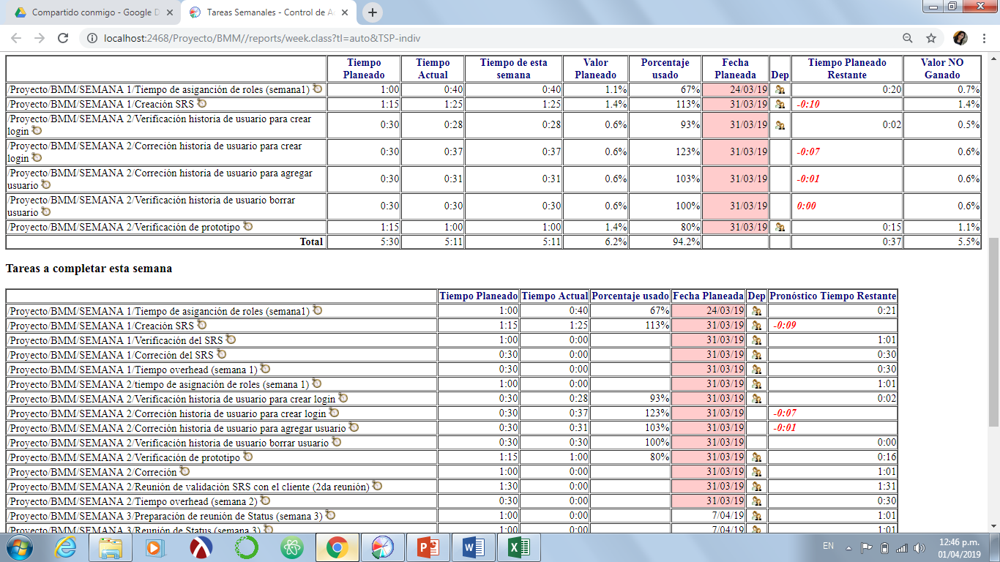 Compartido conmigo - Google D
Tareas Semanales - Control de Ac
localhost:2468/Proyecto/BMM//reports/week.class?tl=auto&TSP-indiv
Tiempo Planeado Tiempo Actual Tiempo de esta semana Valor Planeado Porcentaje usado Fecha Planeada Dep Tiempo Planeado Restante Valor NO Ganado
/Proyecto/BMM/SEMANA 1/Tiempo de asiganción de roles (semana1) 1:00 0:40 0:40 1.1% 67% 24/03/19 0:20 0.7%
/Proyecto/BMM/SEMANA 1/Creación SRS 1:15 1:25 1:25 1.4% 113% 31/03/19 -0:10 1.4%
/Proyecto/BMM/SEMANA 2/Verificación historia de usuario para crear
login 0:30 0:28 0:28 0.6% 93% 31/03/19 0:02 0.5%
/Proyecto/BMM/SEMANA 2/Correción historia de usuario para crear
login 0:30 0:37 0:37 0.6% 123% 31/03/19 -0:07 0.6%
/Proyecto/BMM/SEMANA 2/Correción historia de usuario para agregar
usuario 0:30 0:31 0:31 0.6% 103% 31/03/19 -0:01 0.6%
/Proyecto/BMM/SEMANA 2/Verificación historia de usuario borrar
usuario 0:30 0:30 0:30 0.6% 100% 31/03/19 0:00 0.6%
/Proyecto/BMM/SEMANA 2/Verificación de prototipo 1:15 1:00 1:00 1.4% 80% 31/03/19 0:15 1.1%
Total 5:30 5:11 5:11 6.2% 94.2% 0:37 5.5%
Tareas a completar esta semana
Tiempo Planeado Tiempo Actual Porcentaje usado Fecha Planeada Dep Pronóstico Tiempo Restante
/Proyecto/BMM/SEMANA 1/Tiempo de asiganción de roles (semana1) 1:00 0:40 67% 24/03/19 0:21
/Proyecto/BMM/SEMANA 1/Creación SRS 1:15 1:25 113% 31/03/19 -0:09
/Proyecto/BMM/SEMANA 1/Verificación del SRS 1:00 0:00 31/03/19 1:01
/Proyecto/BMM/SEMANA 1/Correción del SRS 0:30 0:00 31/03/19 0:30
/Proyecto/BMM/SEMANA 1/Tiempo overhead (semana 1) 0:30 0:00 31/03/19 0:30
/Proyecto/BMM/SEMANA 2/tiempo de asignación de roles (semana 1) 1:00 0:00 31/03/19 1:01
/Proyecto/BMM/SEMANA 2/Verificación historia de usuario para crear login 0:30 0:28 93% 31/03/19 0:02
/Proyecto/BMM/SEMANA 2/Correción historia de usuario para crear login 0:30 0:37 123% 31/03/19 -0:07
/Proyecto/BMM/SEMANA 2/Correción historia de usuario para agregar usuario 0:30 0:31 103% 31/03/19 -0:01
/Proyecto/BMM/SEMANA 2/Verificación historia de usuario borrar usuario 0:30 0:30 100% 31/03/19 0:00
/Proyecto/BMM/SEMANA 2/Verificación de prototipo 1:15 1:00 80% 31/03/19 0:16
/Proyecto/BMM/SEMANA 2/Correción 1:00 0:00 31/03/19 1:01
/Proyecto/BMM/SEMANA 2/Reunión de validación SRS con el cliente (2da reunión) 1:30 0:00 31/03/19 1:31
/Proyecto/BMM/SEMANA 2/Tiempo overhead (semana 2) 0:30 0:00 31/03/19 0:30
/Proyecto/BMM/SEMANA 3/Preparación de reunión de Status (semana 3) 1:00 0:00 7/04/19 1:01
/Proyecto/BMM/SEMANA 3/Reunión de Status (semana 3) 1:00 0:00 7/04/19 1:01
EN 12:46 p.m.
01/04/2019